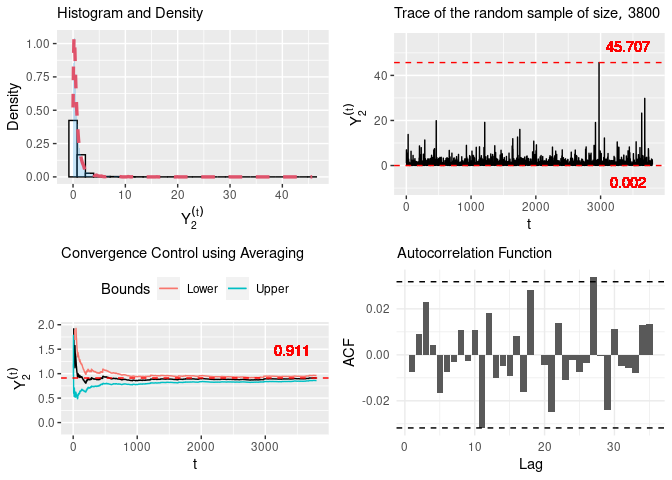 Histogram and Density
1.00
0.75
0.50
0.25
0.00
Density
0 10 20 30 40
Y₂⁽ᵗ⁾
Trace of the random sample of size, 3800
45.707
40
20
0
Y₂⁽ᵗ⁾
0.002
0 1000 2000 3000
t
Convergence Control using Averaging
Bounds Lower Upper
2.0
1.5
1.0
0.5
0.0
Y₂⁽ᵗ⁾
0.911
0 1000 2000 3000
t
Autocorrelation Function
0.02
0.00
-0.02
ACF
0 10 20 30
Lag